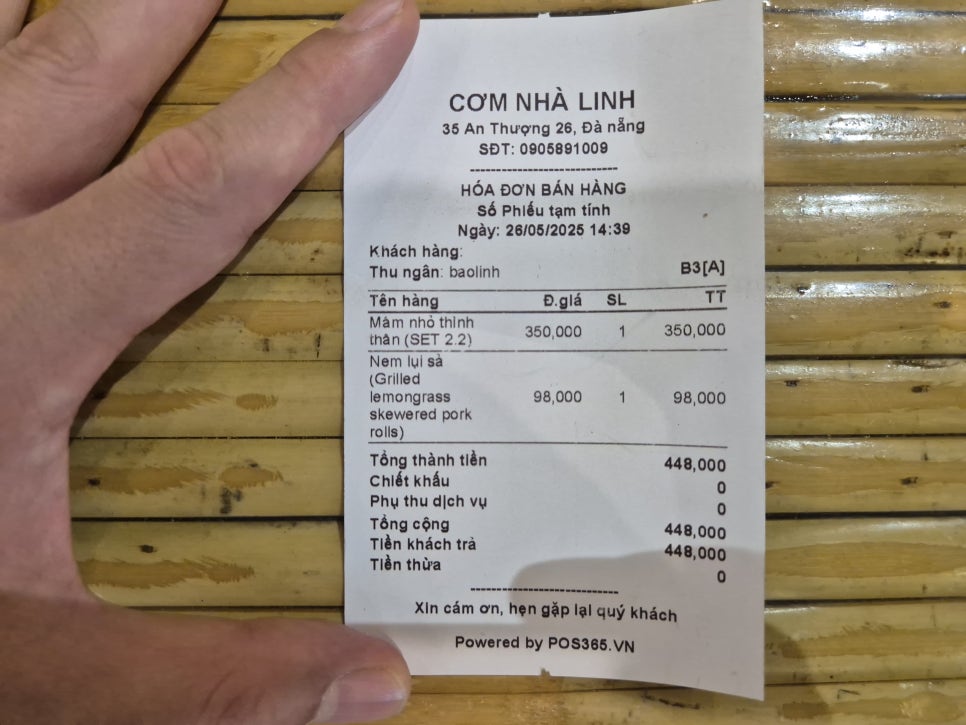 CƠM NHÀ LINH
35 An Thượng 26, Đà nẵng
SĐT: 0905891009
------------------------------
HÓA ĐƠN BÁN HÀNG
Số Phiếu tạm tính
Ngày: 26/05/2025 14:39
Khách hàng:
Thu ngân: baolinh B3[A]
Tên hàng Đ.giá SL TT
Mâm nhỏ thình
thân (SET 2.2) 350,000 1 350,000
Nem lụi sả
(Grilled
lemongrass 98,000 1 98,000
skewered pork
rolls)
Tổng thành tiền 448,000
Chiết khấu 0
Phụ thu dịch vụ 0
Tổng cộng 448,000
Tiền khách trả 448,000
Tiền thừa 0
------------------------------
Xin cám ơn, hẹn gặp lại quý khách
Powered by POS365.VN